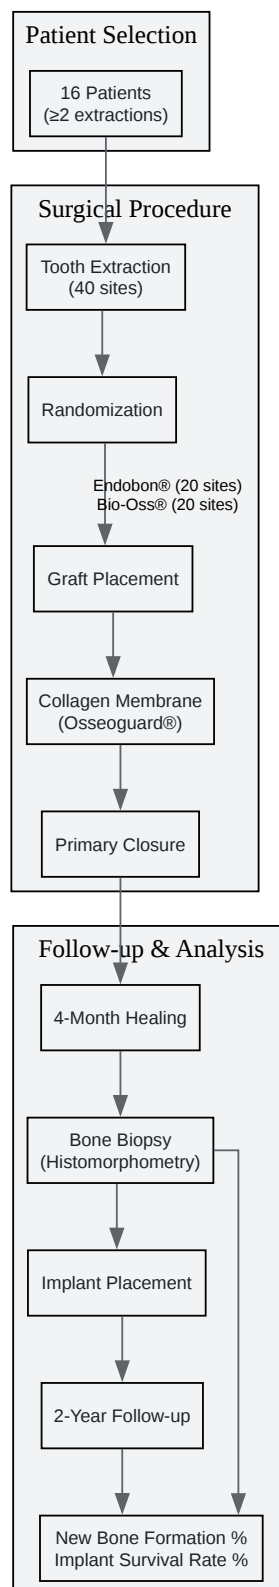 Patient Selection
16 Patients
(≥2 extractions)
Surgical Procedure
Tooth Extraction
(40 sites)
Randomization
Endobon® (20 sites)
Bio-Oss® (20 sites)
Graft Placement
Collagen Membrane
(Osseoguard®)
Primary Closure
Follow-up & Analysis
4-Month Healing
Bone Biopsy
(Histomorphometry)
Implant Placement
2-Year Follow-up
New Bone Formation %
Implant Survival Rate %